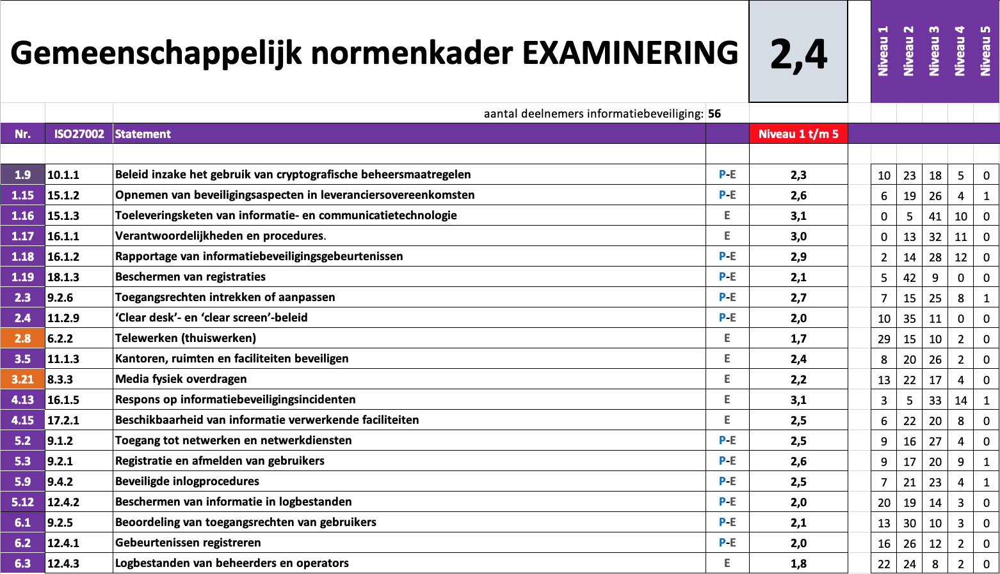 Gemeenschappelijk normenkader EXAMINERING 2,4 Niveau 1 Niveau 2 Niveau 3 Niveau 4 Niveau 5
aantal deelnemers informatiebeveiliging: 56
Nr. ISO27002 Statement Niveau 1 t/m 5
1.9 10.1.1 Beleid inzake het gebruik van cryptografische beheersmaatregelen P-E 2,3 10 23 18 5 0
1.15 15.1.2 Opnemen van beveiligingsaspecten in leveranciersovereenkomsten P-E 2,6 6 19 26 4 1
1.16 15.1.3 Toeleveringsketen van informatie- en communicatietechnologie E 3,1 0 5 41 10 0
1.17 16.1.1 Verantwoordelijkheden en procedures. E 3,0 0 13 32 11 0
1.18 16.1.2 Rapportage van informatiebeveiligingsgebeurtenissen P-E 2,9 2 14 28 12 0
1.19 18.1.3 Beschermen van registraties P-E 2,1 5 42 9 0 0
2.3 9.2.6 Toegangsrechten intrekken of aanpassen P-E 2,7 7 15 25 8 1
2.4 11.2.9 ‘Clear desk’- en ‘clear screen’-beleid P-E 2,0 10 35 11 0 0
2.8 6.2.2 Telewerken (thuiswerken) E 1,7 29 15 10 2 0
3.5 11.1.3 Kantoren, ruimten en faciliteiten beveiligen E 2,4 8 20 26 2 0
3.21 8.3.3 Media fysiek overdragen E 2,2 13 22 17 4 0
4.13 16.1.5 Respons op informatiebeveiligingsincidenten E 3,1 3 5 33 14 1
4.15 17.2.1 Beschikbaarheid van informatie verwerkende faciliteiten E 2,5 6 22 20 8 0
5.2 9.1.2 Toegang tot netwerken en netwerkdiensten P-E 2,5 9 16 27 4 0
5.3 9.2.1 Registratie en afmelden van gebruikers P-E 2,6 9 17 20 9 1
5.9 9.4.2 Beveiligde inlogprocedures P-E 2,5 7 21 23 4 1
5.12 12.4.2 Beschermen van informatie in logbestanden P-E 2,0 20 19 14 3 0
6.1 9.2.5 Beoordeling van toegangsrechten van gebruikers P-E 2,1 13 30 10 3 0
6.2 12.4.1 Gebeurtenissen registreren P-E 2,0 16 26 12 2 0
6.3 12.4.3 Logbestanden van beheerders en operators E 1,8 22 24 8 2 0